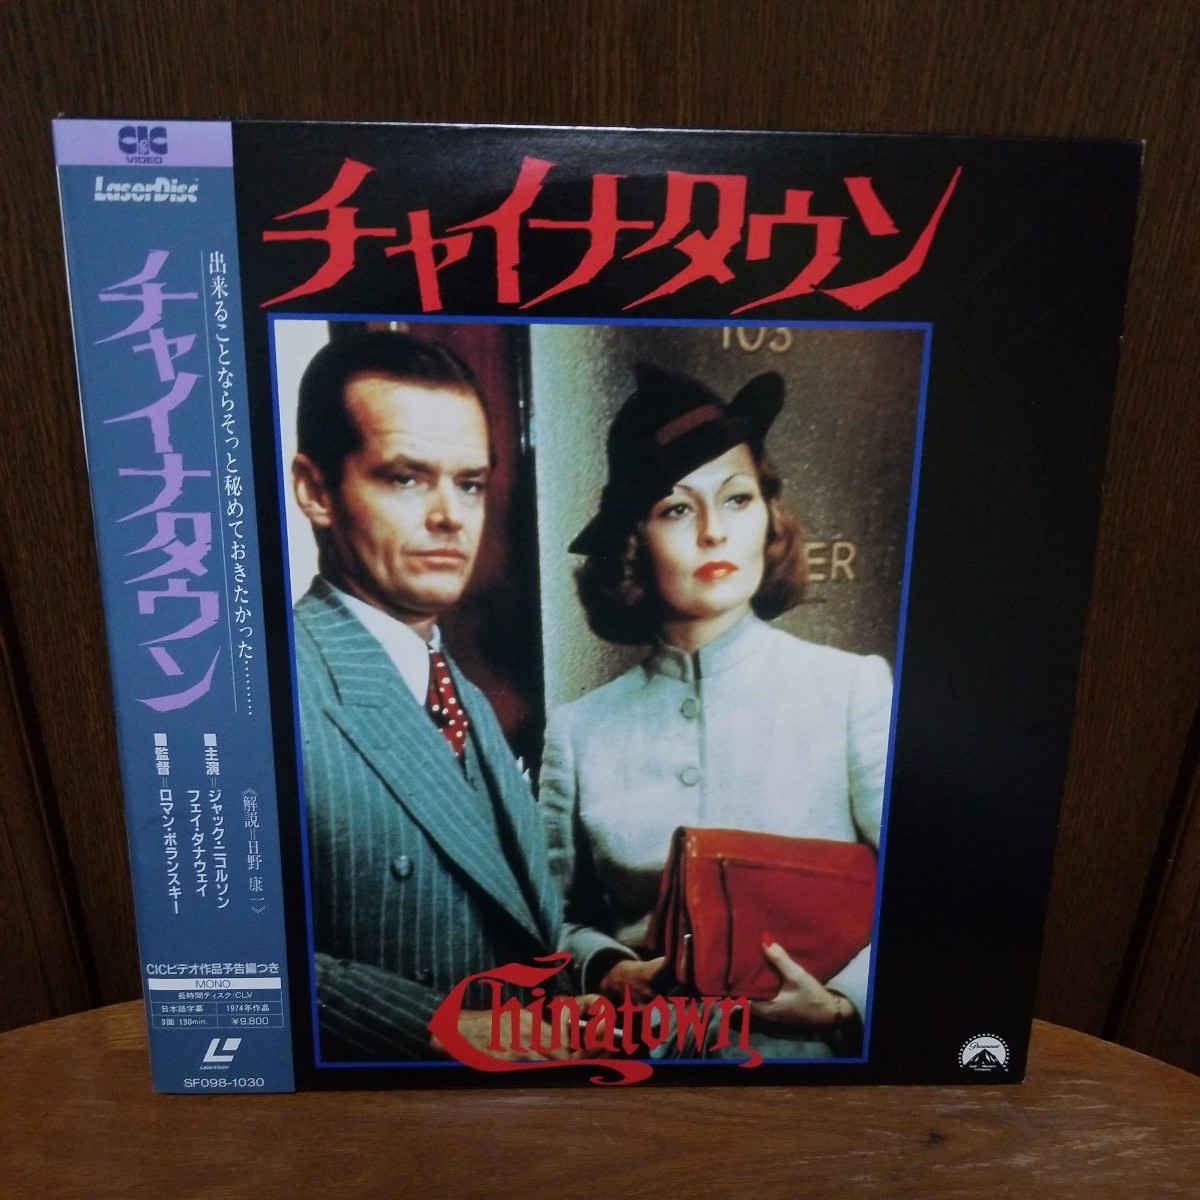 CIC
VIDEO
LaserDisc
チャイナタウン
出来ることならそっと秘めておきたかった………
《解説=日野 康一》
■主演=ジャック・ニコルソン
フェイ・ダナウェイ
■監督=ロマン・ポランスキー
CICビデオ作品予告編つき
MONO
長時間ディスク/CLV
日本語字幕 1974年作品
3面 130min. ¥9,800
LaserVision
SF098-1030
チャイナタウン
103
ER
Chinatown
Paramount